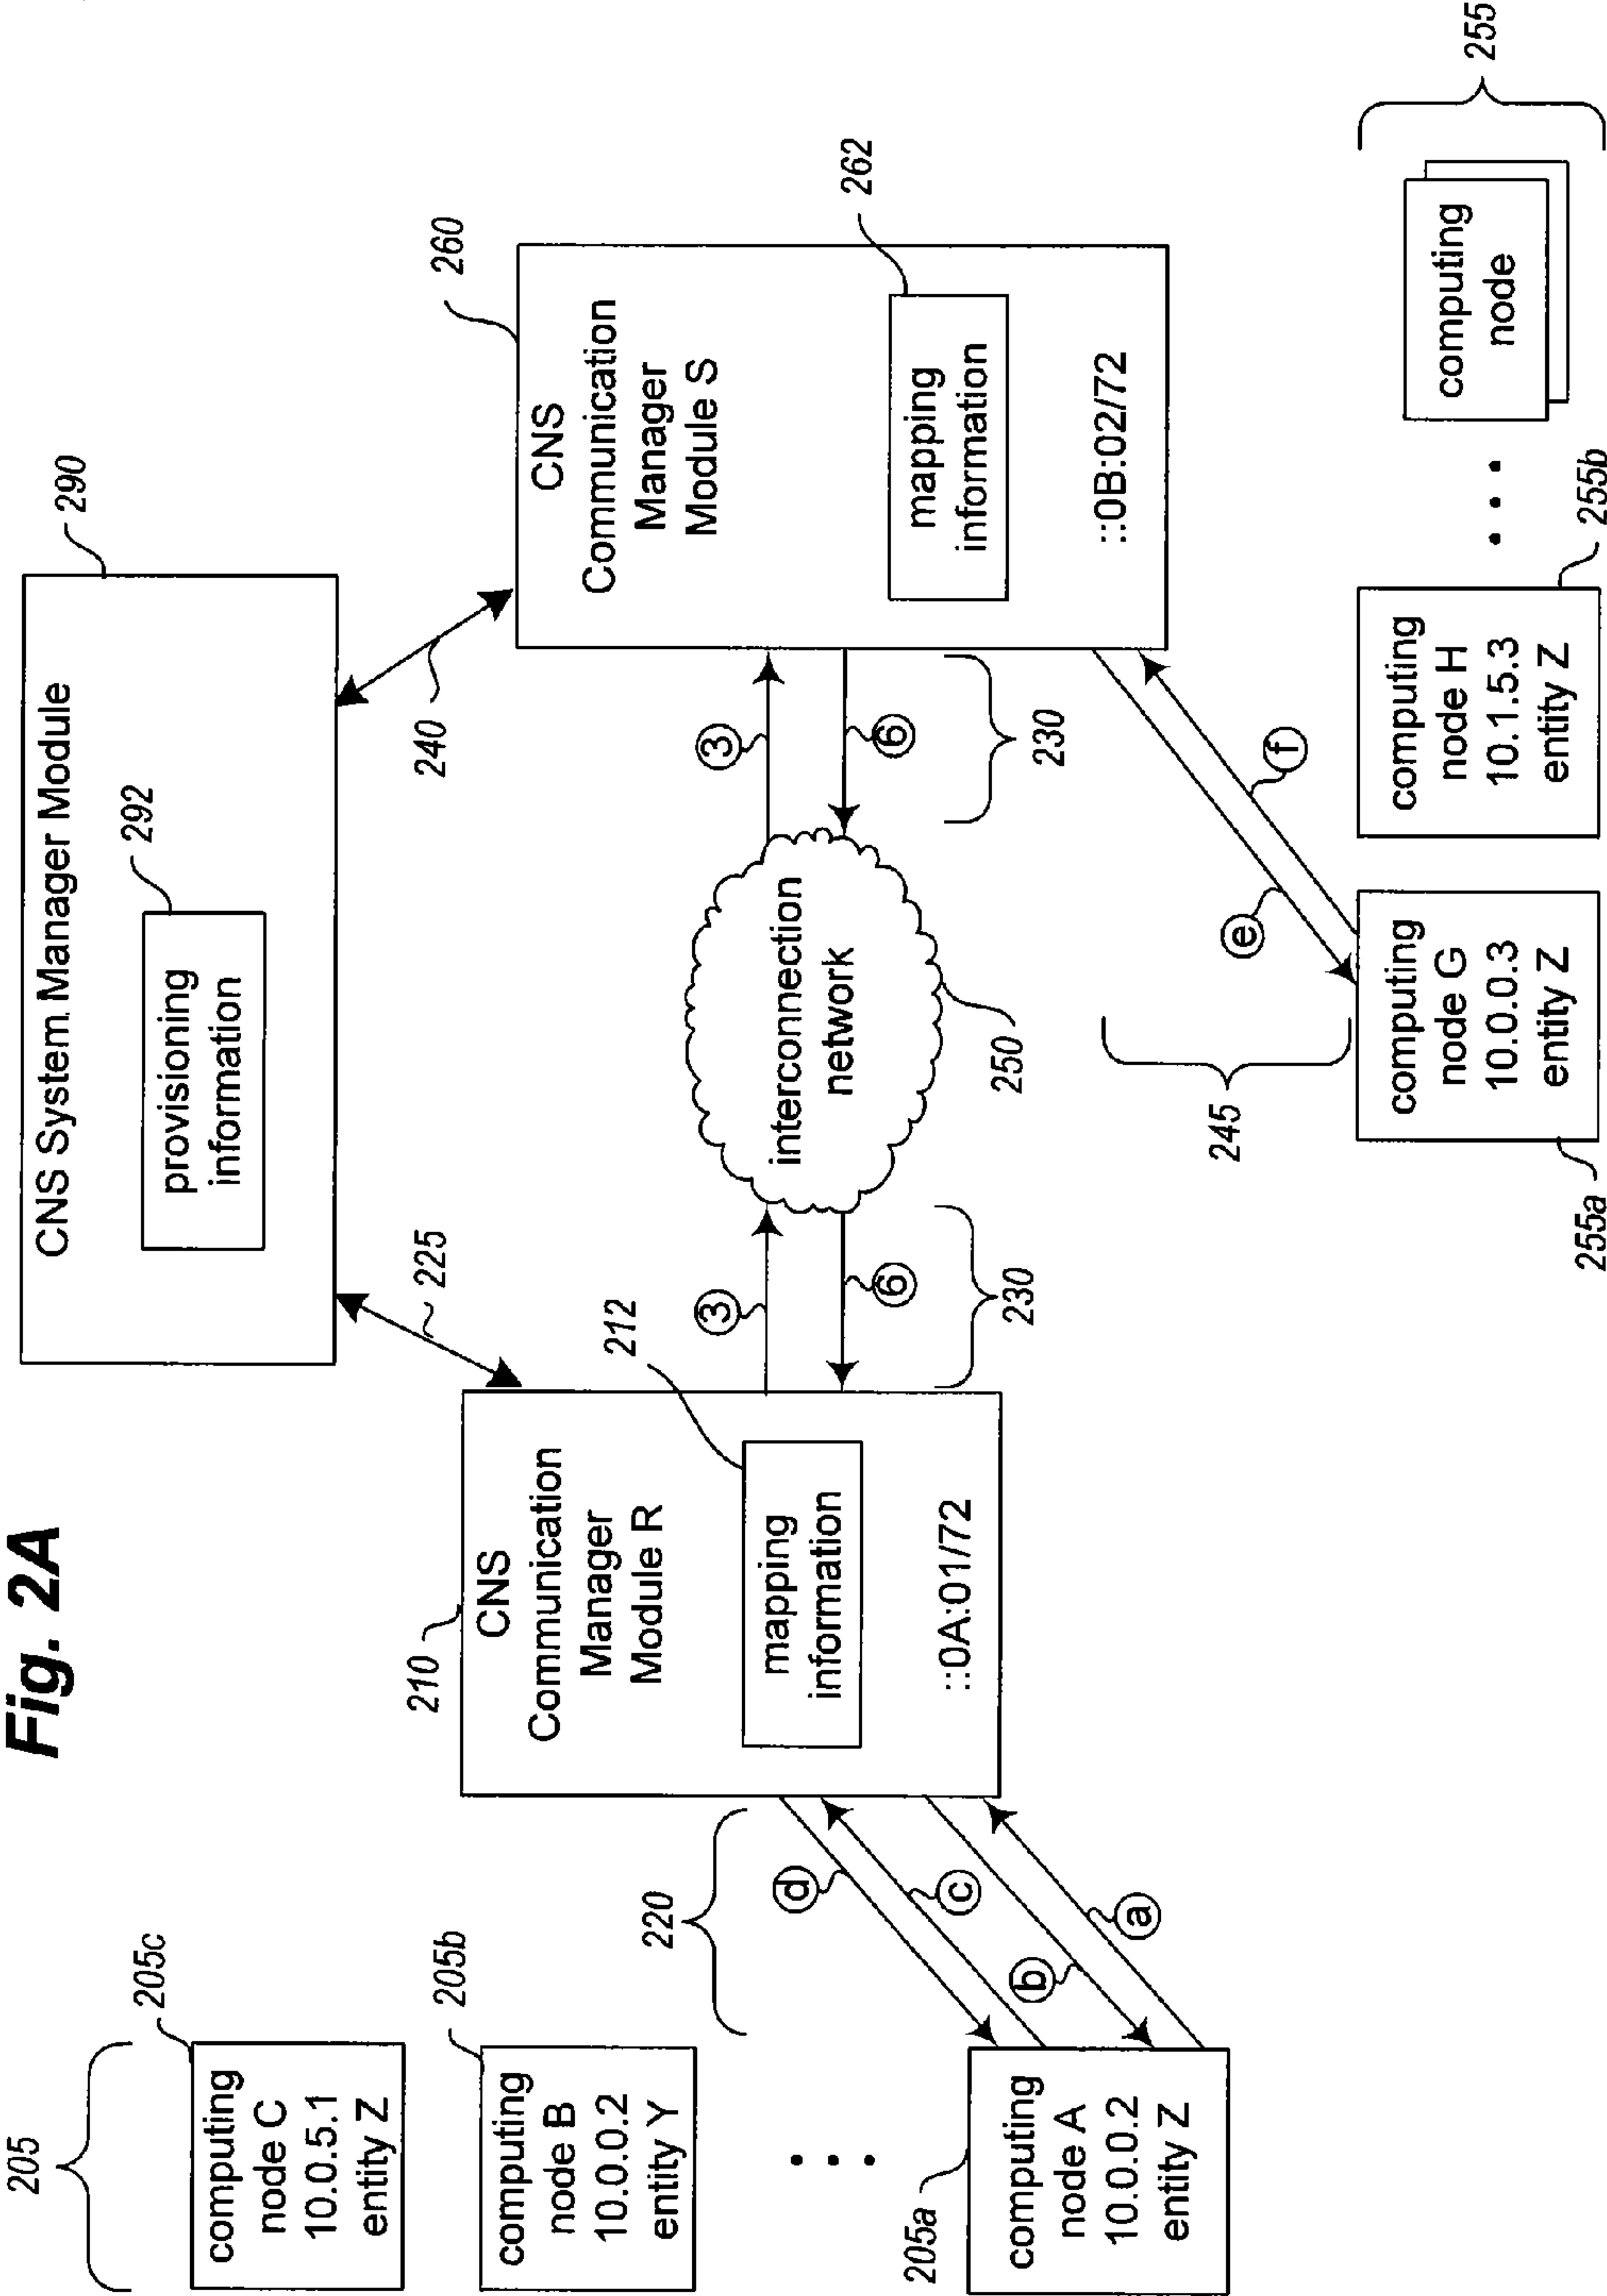 Fig. 2A
205
computing
node C
10.0.5.1
entity Z
205c
computing
node B
10.0.0.2
entity Y
205b
computing
node A
10.0.0.2
entity Z
205a
220
d
c
b
a
210
CNS
Communication
Manager
Module R
mapping
information
212
::0A:01/72
225
CNS System Manager Module
290
provisioning
information
292
240
3
6
230
interconnection
network
250
3
6
230
260
CNS
Communication
Manager
Module S
mapping
information
262
::0B:02/72
245
e
f
computing
node G
10.0.0.3
entity Z
255a
computing
node H
10.1.5.3
entity Z
255b
computing
node
255